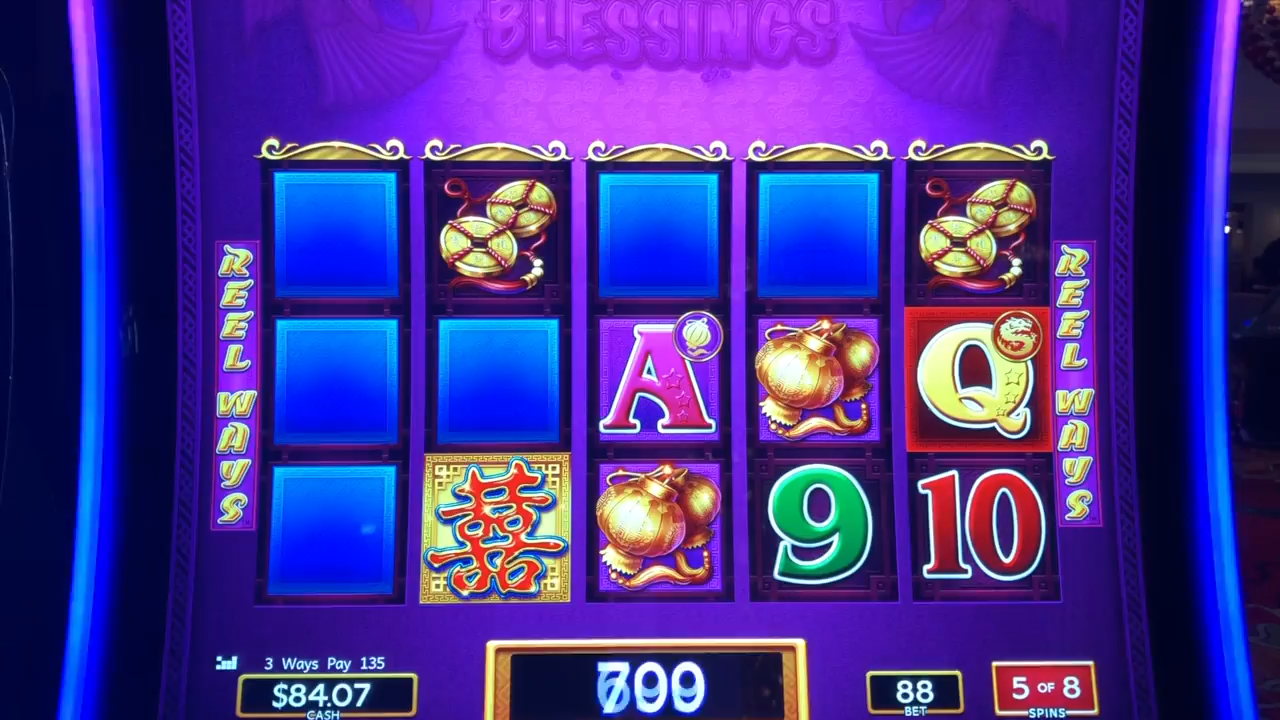 BLESSINGS
REEL WAYS
REEL WAYS
A
Q
囍
9
10
3 Ways Pay 135
$84.07
CASH
88
BET
5 OF 8
SPINS